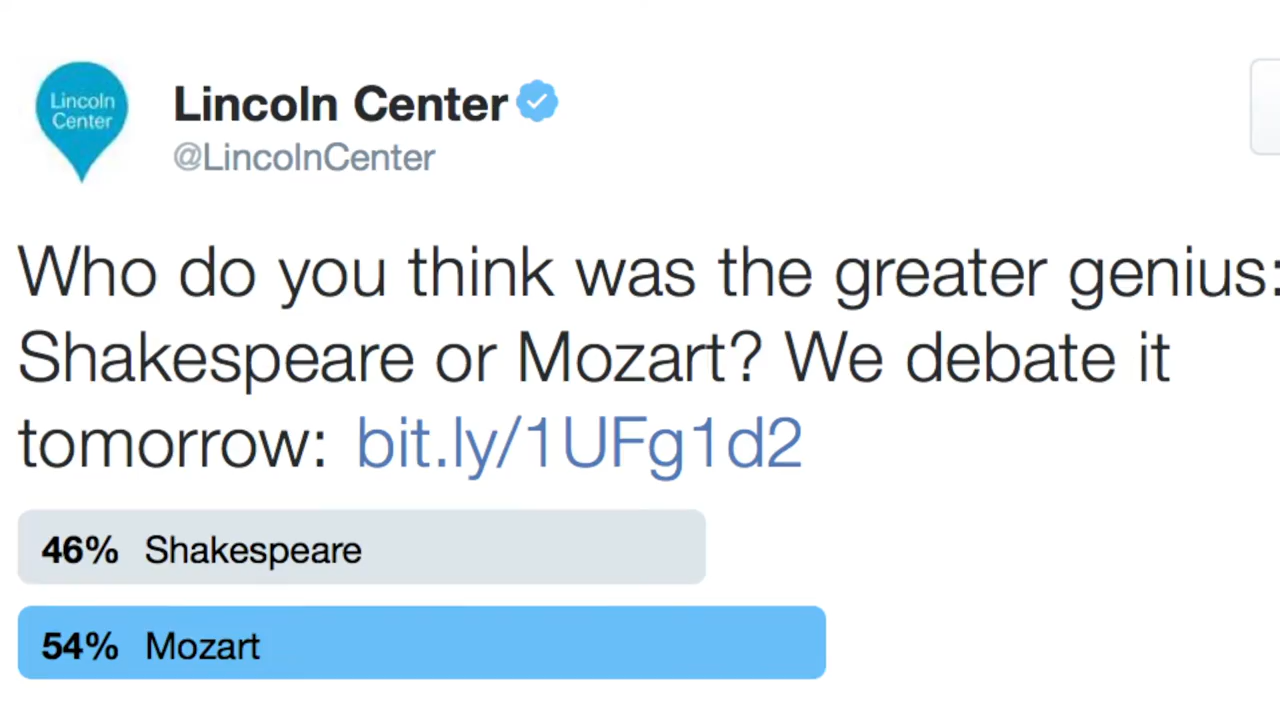 Lincoln
Center
Lincoln Center
@LincolnCenter
Who do you think was the greater genius:
Shakespeare or Mozart? We debate it
tomorrow: bit.ly/1UFg1d2
46% Shakespeare
54% Mozart